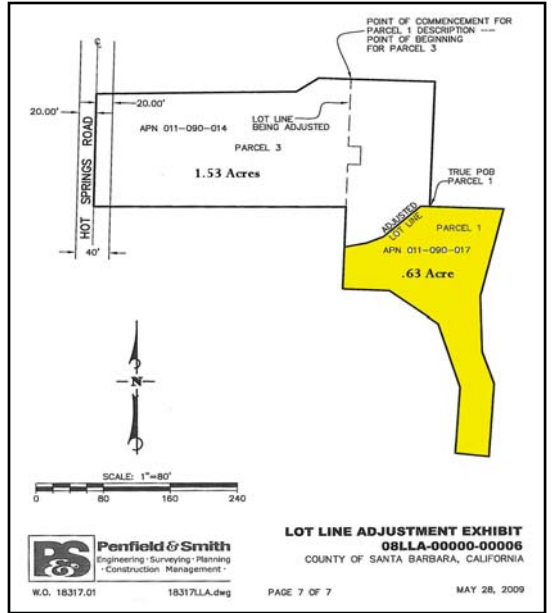 POINT OF COMMENCEMENT FOR
PARCEL 1 DESCRIPTION ---
POINT OF BEGINNING
FOR PARCEL 3
℄
20.00'
20.00'
LOT LINE
BEING ADJUSTED
APN 011-090-014
PARCEL 3
1.53 Acres
HOT SPRINGS ROAD
40'
TRUE POB
PARCEL 1
ADJUSTED
LOT LINE
PARCEL 1
APN 011-090-017
.63 Acre
N
SCALE: 1"=80'
0 80 160 240
P&S
Penfield & Smith
Engineering · Surveying · Planning
· Construction Management ·
W.O. 18317.01
18317LLA.dwg
LOT LINE ADJUSTMENT EXHIBIT
08LLA-00000-00006
COUNTY OF SANTA BARBARA, CALIFORNIA
PAGE 7 OF 7
MAY 28, 2009